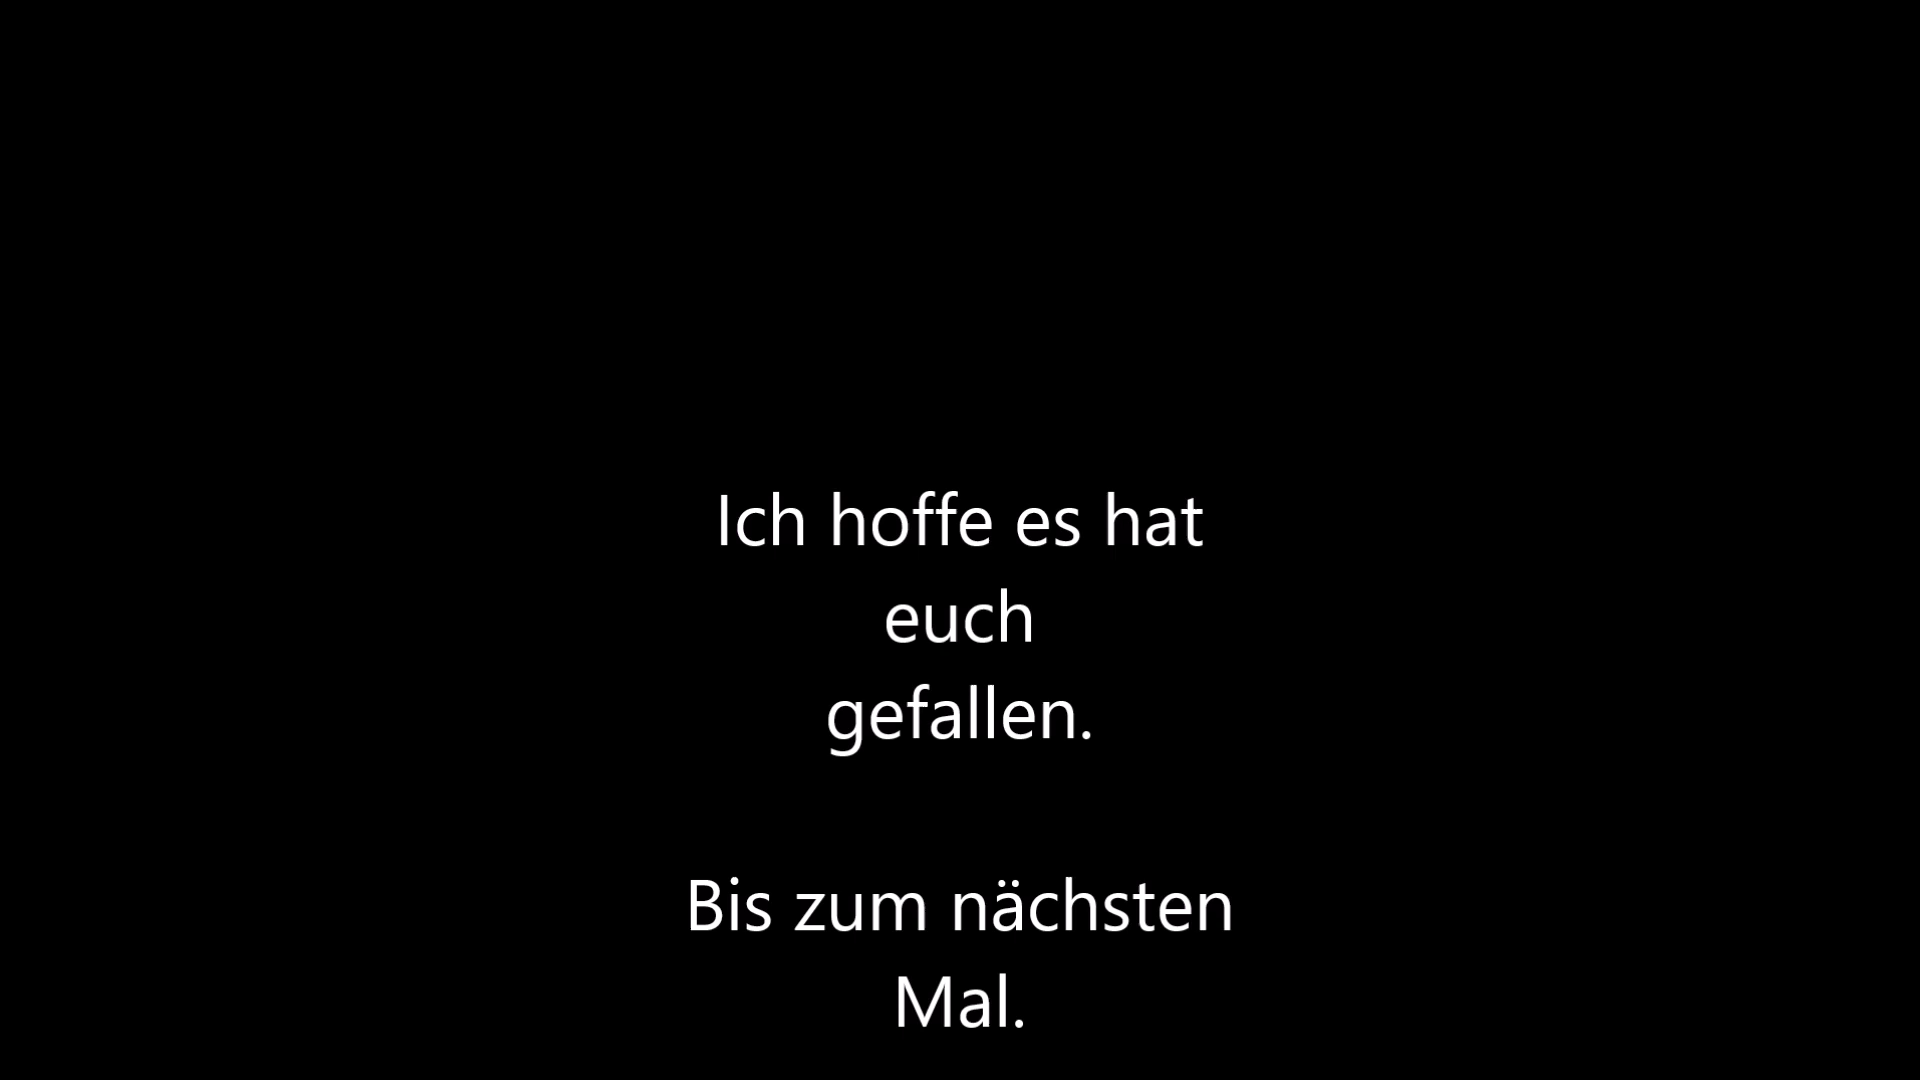 Ich hoffe es hat
euch
gefallen.
Bis zum nächsten
Mal.